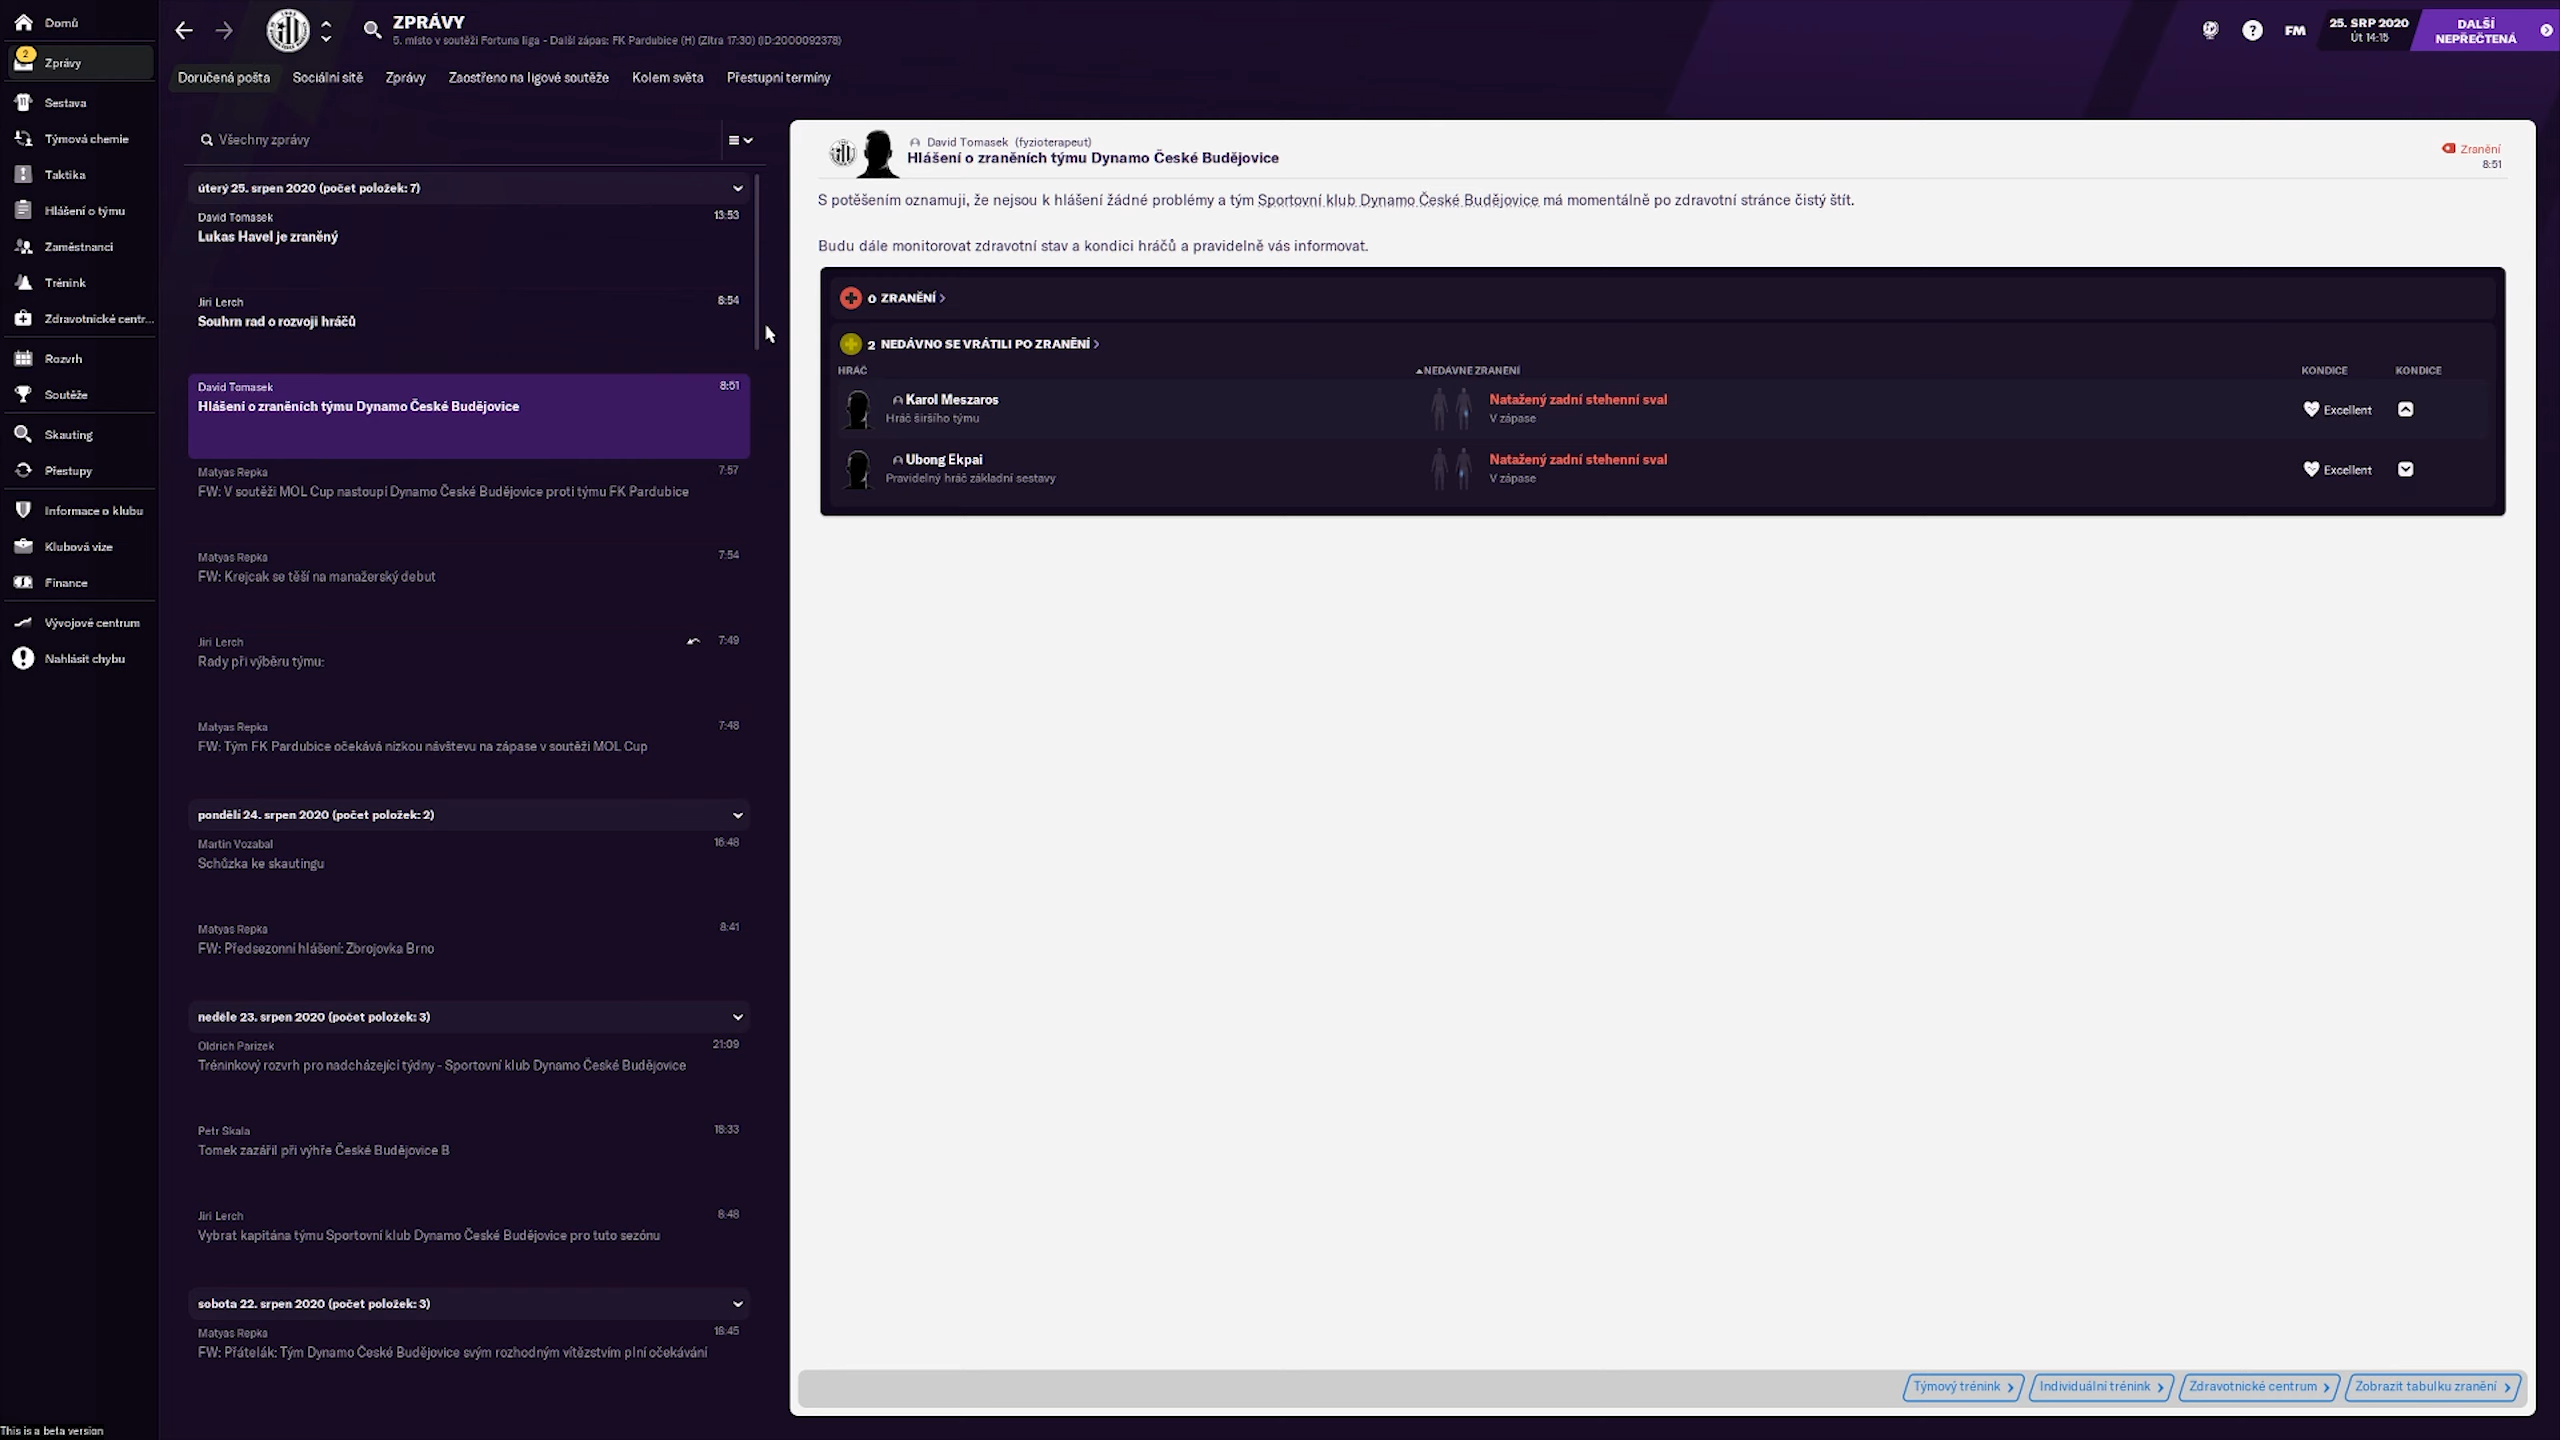 Domů
2
Zprávy
Sestava
Týmová chemie
Taktika
Hlášení o týmu
Zaměstnanci
Trénink
Zdravotnické centr...
Rozvrh
Soutěže
Skauting
Přestupy
Informace o klubu
Klubová vize
Finance
Vývojové centrum
Nahlásit chybu
This is a beta version
ZPRÁVY
5. místo v soutěži Fortuna liga - Další zápas: FK Pardubice (H) (Zítra 17:30) (ID:2000092378)
FM
25. SRP 2020
Út 14:15
DALŠÍ
NEPŘEČTENÁ
Doručená pošta
Sociální sítě
Zprávy
Zaostřeno na ligové soutěže
Kolem světa
Přestupní termíny
Všechny zprávy
úterý 25. srpen 2020 (počet položek: 7)
David Tomasek 13:53
Lukas Havel je zraněný
Jiri Lerch 8:54
Souhrn rad o rozvoji hráčů
David Tomasek 8:51
Hlášení o zraněních týmu Dynamo České Budějovice
Matyas Repka 7:57
FW: V soutěži MOL Cup nastoupí Dynamo České Budějovice proti týmu FK Pardubice
Matyas Repka 7:54
FW: Krejcak se těší na manažerský debut
Jiri Lerch 7:49
Rady při výběru týmu:
Matyas Repka 7:48
FW: Tým FK Pardubice očekává nízkou návštevu na zápase v soutěži MOL Cup
pondělí 24. srpen 2020 (počet položek: 2)
Martin Vozabal 16:48
Schůzka ke skautingu
Matyas Repka 8:41
FW: Předsezonní hlášení: Zbrojovka Brno
neděle 23. srpen 2020 (počet položek: 3)
Oldrich Parizek 21:09
Tréninkový rozvrh pro nadcházející týdny - Sportovní klub Dynamo České Budějovice
Petr Skala 18:33
Tomek zazářil při výhře České Budějovice B
Jiri Lerch 8:48
Vybrat kapitána týmu Sportovní klub Dynamo České Budějovice pro tuto sezónu
sobota 22. srpen 2020 (počet položek: 3)
Matyas Repka 18:45
FW: Přátelák: Tým Dynamo České Budějovice svým rozhodným vítězstvím plní očekávání
David Tomasek (fyzioterapeut)
Hlášení o zraněních týmu Dynamo České Budějovice
Zranění
8:51
S potěšením oznamuji, že nejsou k hlášení žádné problémy a tým Sportovní klub Dynamo České Budějovice má momentálně po zdravotní stránce čistý štít.
Budu dále monitorovat zdravotní stav a kondici hráčů a pravidelně vás informovat.
0 ZRANĚNÍ
2 NEDÁVNO SE VRÁTILI PO ZRANĚNÍ
HRÁČ NEDÁVNÉ ZRANĚNÍ KONDICE KONDICE
Karol Meszaros Natažený zadní stehenní sval
Hráč širšího týmu V zápase Excellent
Ubong Ekpai Natažený zadní stehenní sval
Pravidelný hráč základní sestavy V zápase Excellent
Týmový trénink
Individuální trénink
Zdravotnické centrum
Zobrazit tabulku zranění